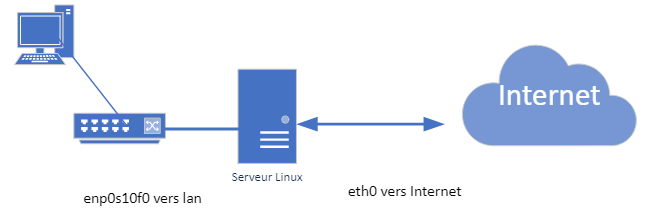 Internet
Serveur Linux
enp0s10f0 vers lan
eth0 vers Internet